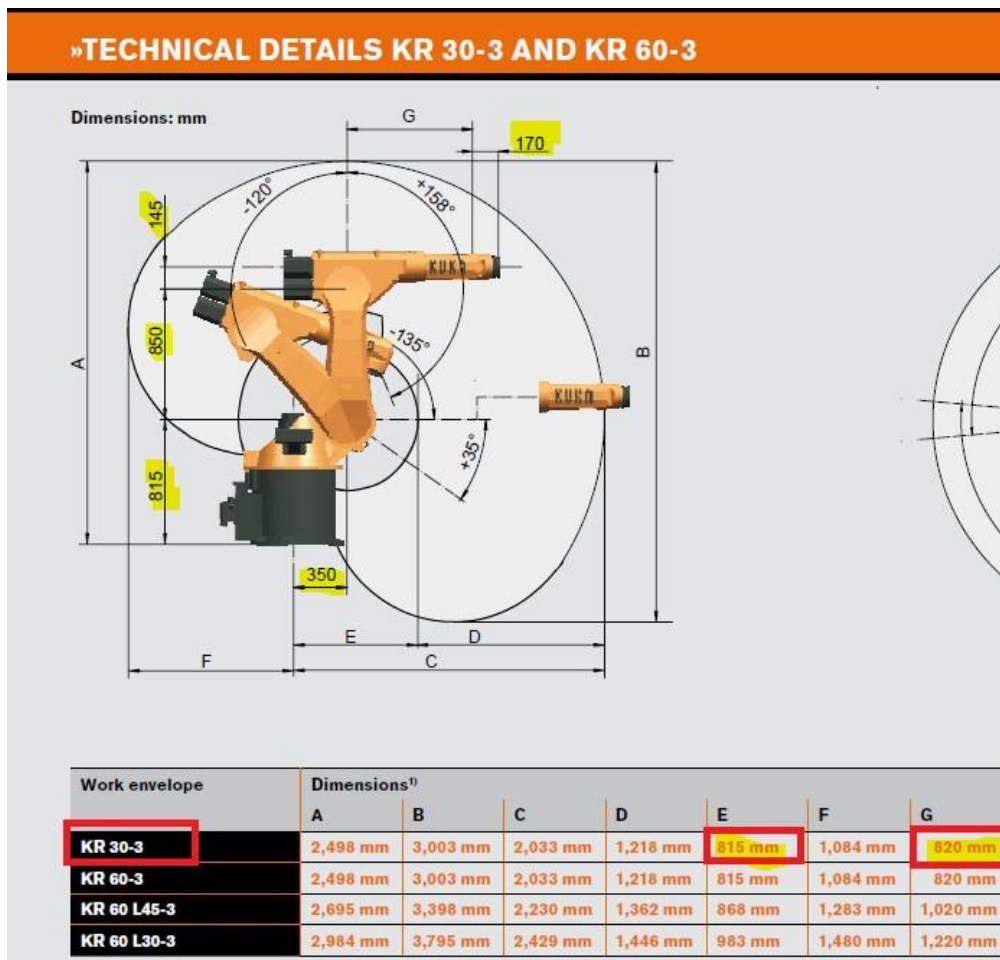 »TECHNICAL DETAILS KR 30-3 AND KR 60-3
Dimensions: mm
G
170
-120°
+158°
145
KUKA
850
-135°
A
B
KUKA
+35°
815
350
E
D
F
C
Work envelope Dimensions¹⁾
A B C D E F G
KR 30-3 2,498 mm 3,003 mm 2,033 mm 1,218 mm 815 mm 1,084 mm 820 mm
KR 60-3 2,498 mm 3,003 mm 2,033 mm 1,218 mm 815 mm 1,084 mm 820 mm
KR 60 L45-3 2,695 mm 3,398 mm 2,230 mm 1,362 mm 868 mm 1,283 mm 1,020 mm
KR 60 L30-3 2,984 mm 3,795 mm 2,429 mm 1,446 mm 983 mm 1,480 mm 1,220 mm